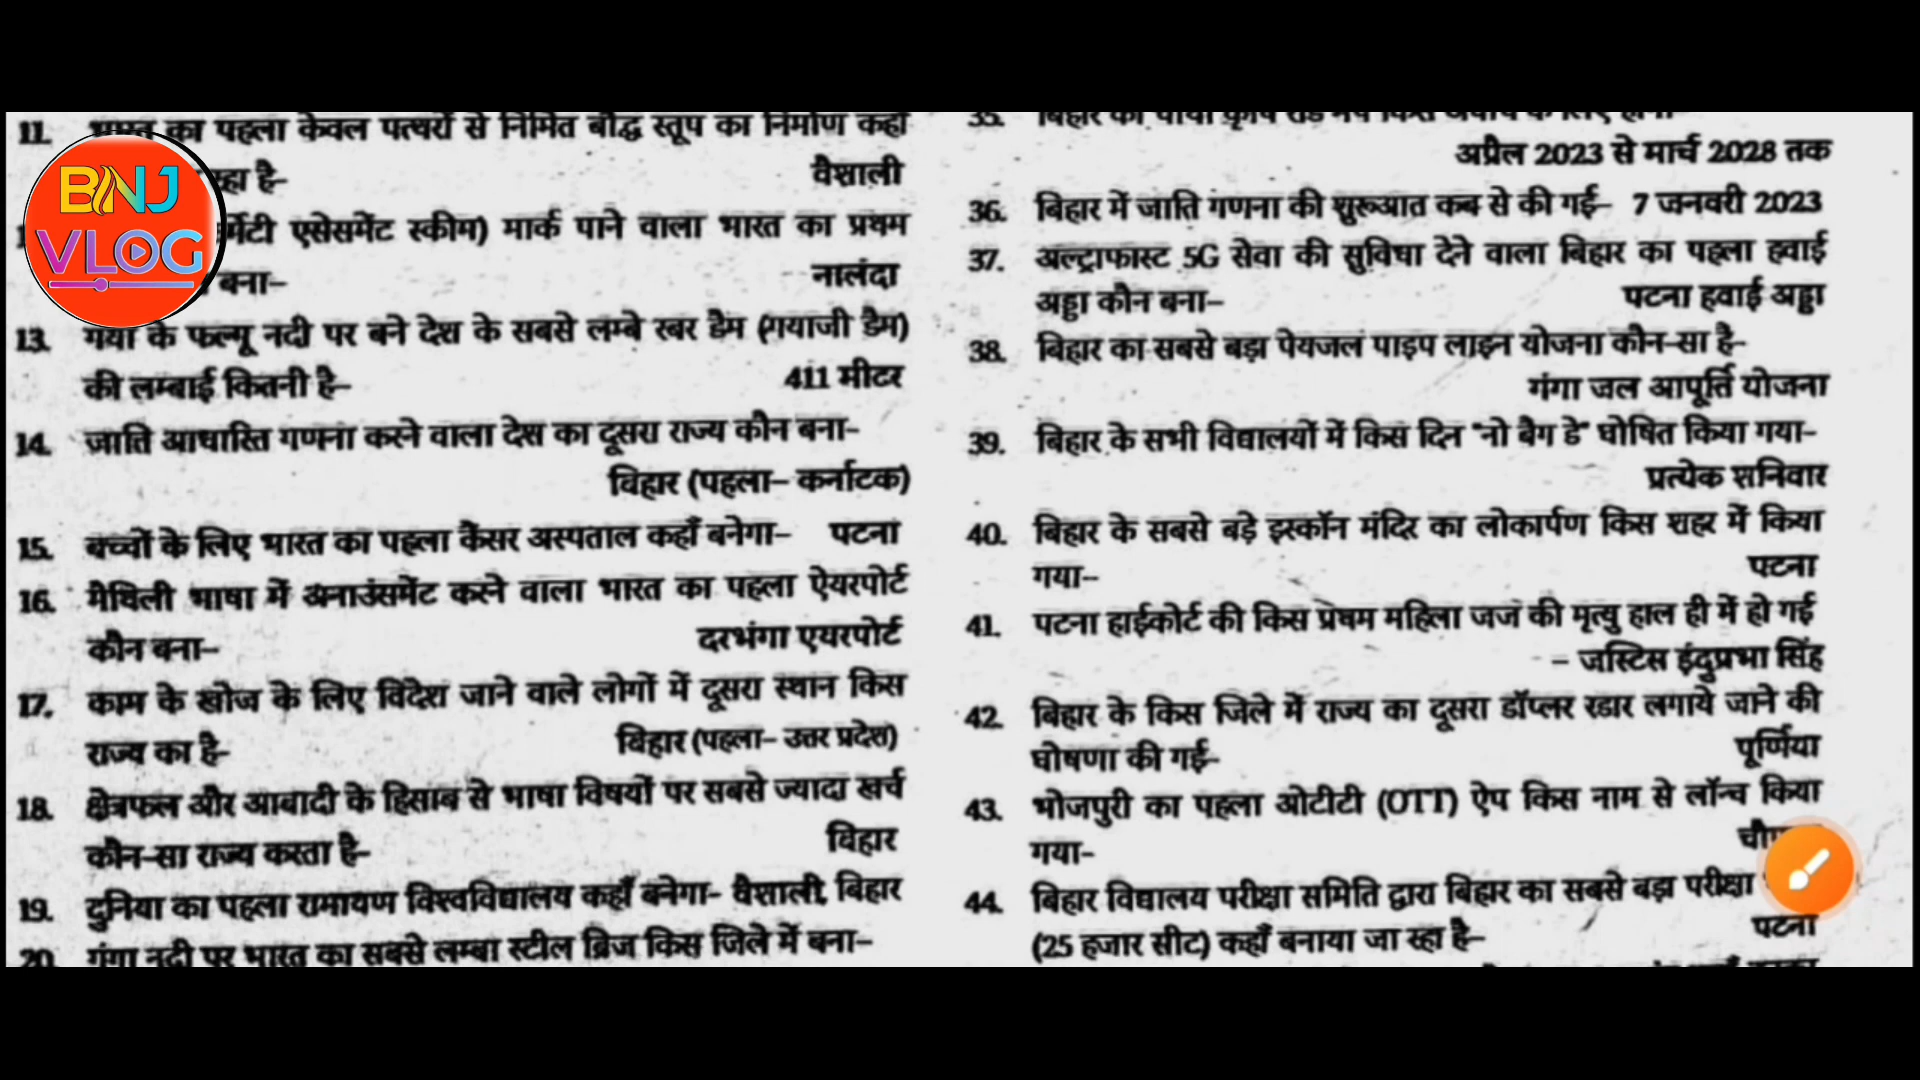 BNJ
VLOG
11. भारत का पहला केवल पत्थरों से निर्मित बौद्ध स्तूप का निर्माण कहाँ
रहा है– वैशाली
एसेसमेंट स्कीम) मार्क पाने वाला भारत का प्रथम
बना– नालंदा
13. गया के फल्गू नदी पर बने देश के सबसे लम्बे रबर डैम (गयाजी डैम)
की लम्बाई कितनी है– 411 मीटर
14. जाति आधारित गणना करने वाला देश का दूसरा राज्य कौन बना–
बिहार (पहला– कर्नाटक)
15. बच्चों के लिए भारत का पहला कैंसर अस्पताल कहाँ बनेगा– पटना
16. मैथिली भाषा में अनाउंसमेंट करने वाला भारत का पहला ऐयरपोर्ट
कौन बना– दरभंगा एयरपोर्ट
17. काम के खोज के लिए विदेश जाने वाले लोगों में दूसरा स्थान किस
राज्य का है– बिहार (पहला– उत्तर प्रदेश)
18. क्षेत्रफल और आबादी के हिसाब से भाषा विषयों पर सबसे ज्यादा खर्च
कौन-सा राज्य करता है– बिहार
19. दुनिया का पहला रामायण विश्वविद्यालय कहाँ बनेगा– वैशाली, बिहार
20. गंगा नदी पर भारत का सबसे लम्बा स्टील ब्रिज किस जिले में बना–
35. बिहार का चौथा कृषि रोड मैप किस अवधि के लिए होगा–
अप्रैल 2023 से मार्च 2028 तक
36. बिहार में जाति गणना की शुरूआत कब से की गई– 7 जनवरी 2023
37. अल्ट्राफास्ट 5G सेवा की सुविधा देने वाला बिहार का पहला हवाई
अड्डा कौन बना– पटना हवाई अड्डा
38. बिहार का सबसे बड़ा पेयजल पाइप लाइन योजना कौन-सा है–
गंगा जल आपूर्ति योजना
39. बिहार के सभी विद्यालयों में किस दिन "नो बैग डे" घोषित किया गया–
प्रत्येक शनिवार
40. बिहार के सबसे बड़े इस्कॉन मंदिर का लोकार्पण किस शहर में किया
गया– पटना
41. पटना हाईकोर्ट की किस प्रथम महिला जज की मृत्यु हाल ही में हो गई
– जस्टिस इंदुप्रभा सिंह
42. बिहार के किस जिले में राज्य का दूसरा डॉप्लर रडार लगाये जाने की
घोषणा की गई– पूर्णिया
43. भोजपुरी का पहला ओटीटी (OTT) ऐप किस नाम से लॉन्च किया
गया–
44. बिहार विद्यालय परीक्षा समिति द्वारा बिहार का सबसे बड़ा परीक्षा
(25 हजार सीट) कहाँ बनाया जा रहा है– पटना